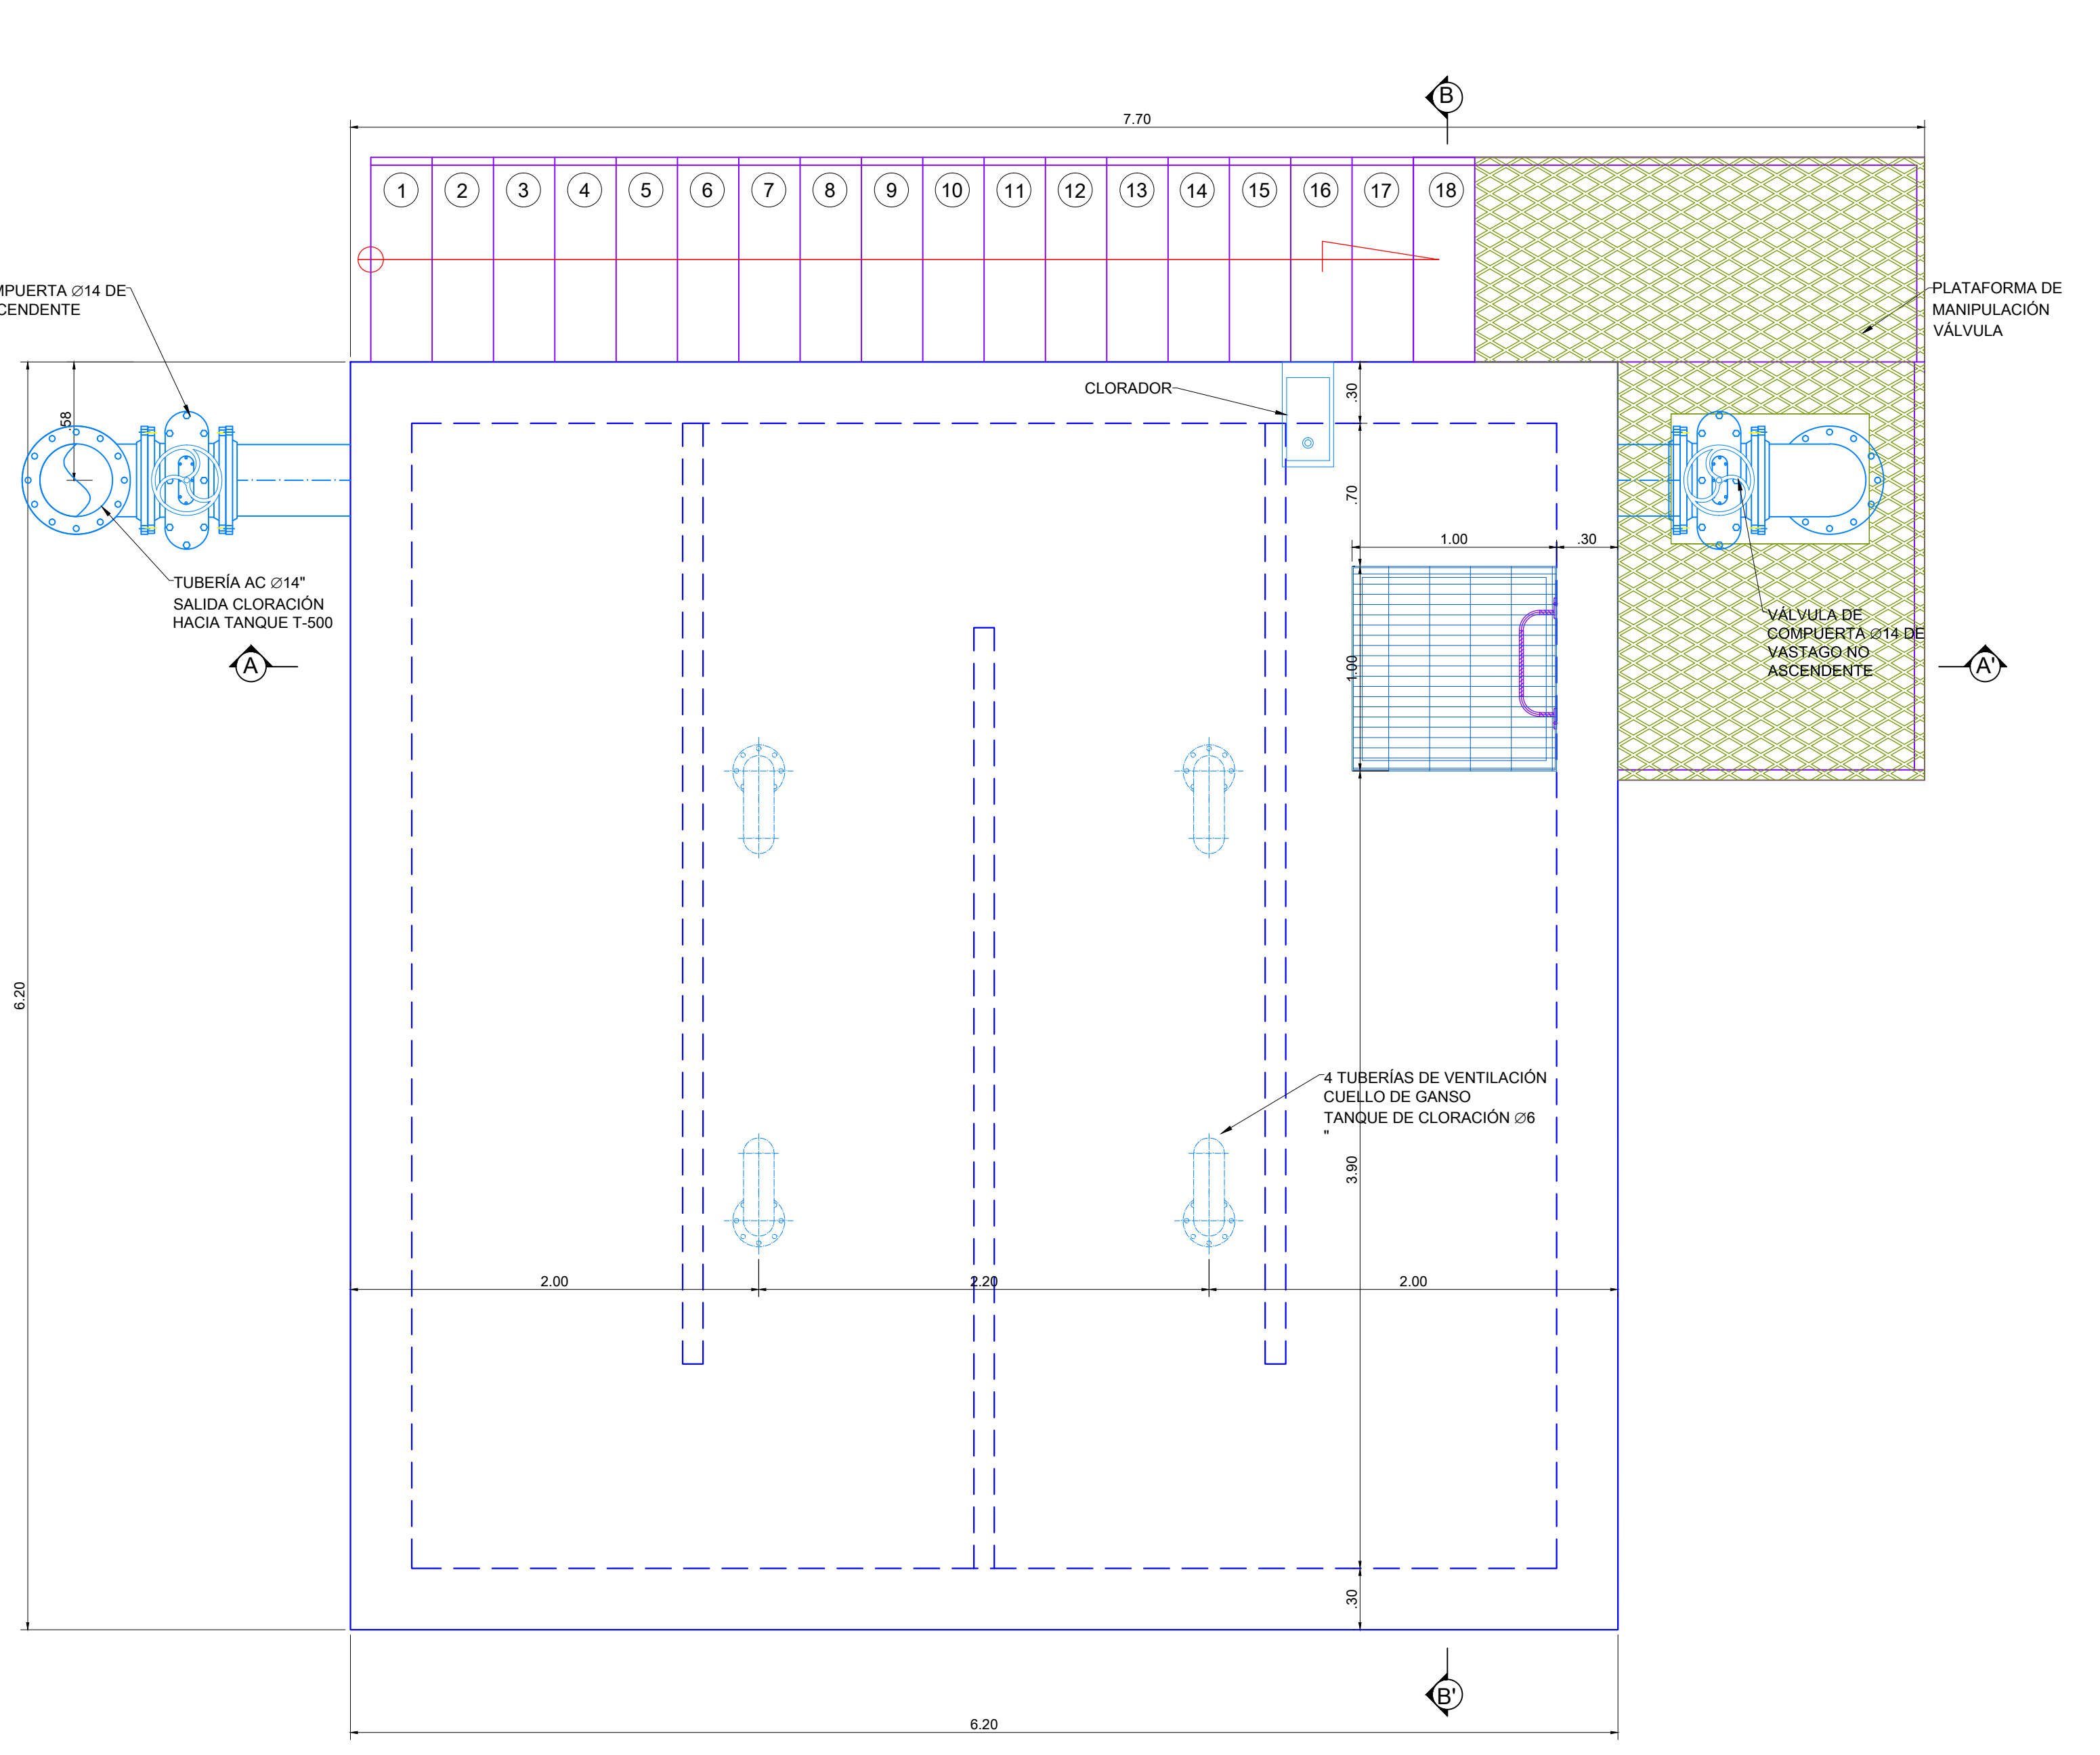 B
7.70
1
2
3
4
5
6
7
8
9
10
11
12
13
14
15
16
17
18
MPUERTA ∅14 DE
CENDENTE
PLATAFORMA DE
MANIPULACIÓN
VÁLVULA
.58
CLORADOR
.30
.70
1.00
.30
TUBERÍA AC ∅14"
SALIDA CLORACIÓN
HACIA TANQUE T-500
VÁLVULA DE
COMPUERTA ∅14 DE
VASTAGO NO
ASCENDENTE
A
1.00
A'
6.20
4 TUBERÍAS DE VENTILACIÓN
CUELLO DE GANSO
TANQUE DE CLORACIÓN ∅6
"
3.90
2.00
2.20
2.00
.30
B'
6.20